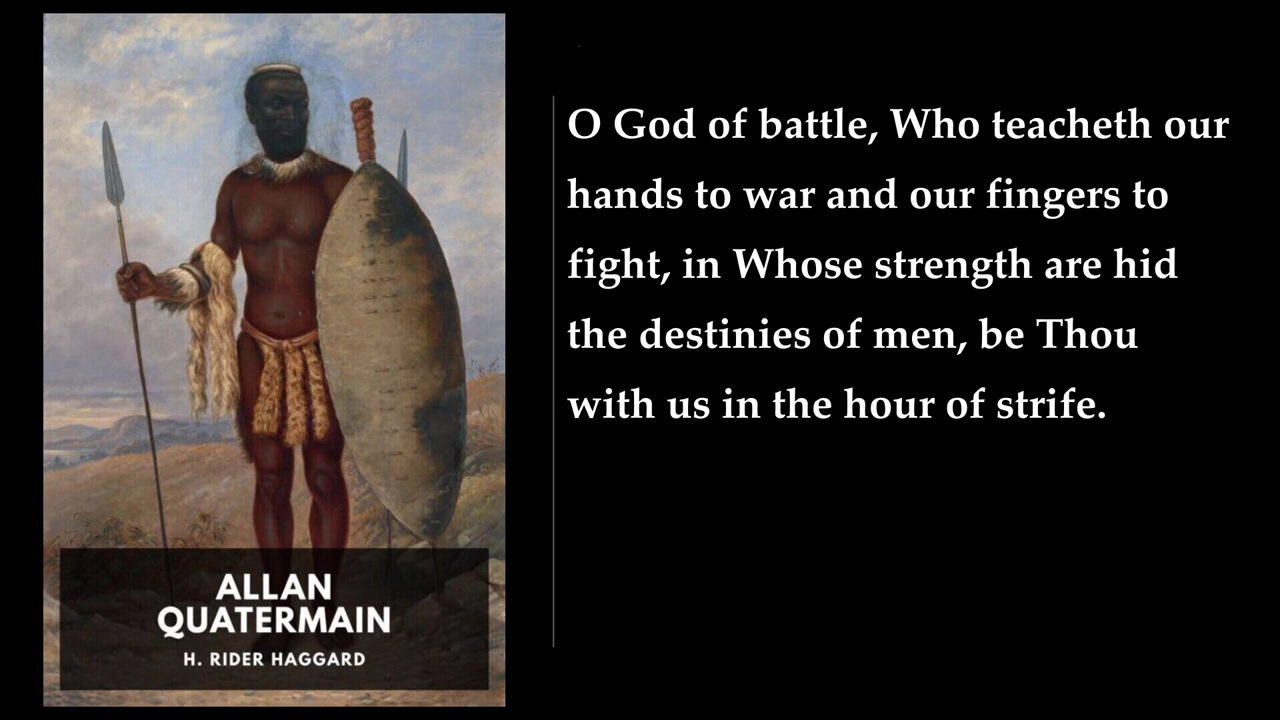 O God of battle, Who teacheth our
hands to war and our fingers to
fight, in Whose strength are hid
the destinies of men, be Thou
with us in the hour of strife.
ALLAN
QUATERMAIN
H. RIDER HAGGARD